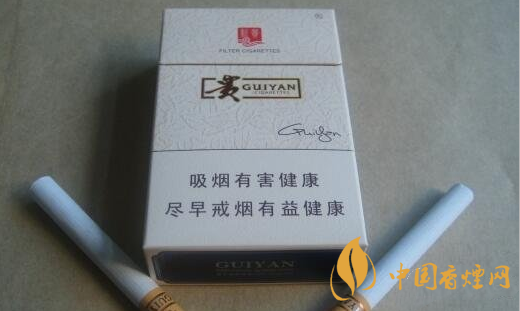 FILTER CIGARETTES
贵 GUIYAN
CIGARETTES
GuiYan
吸烟有害健康
尽早戒烟有益健康
GUIYAN
中国香烟网